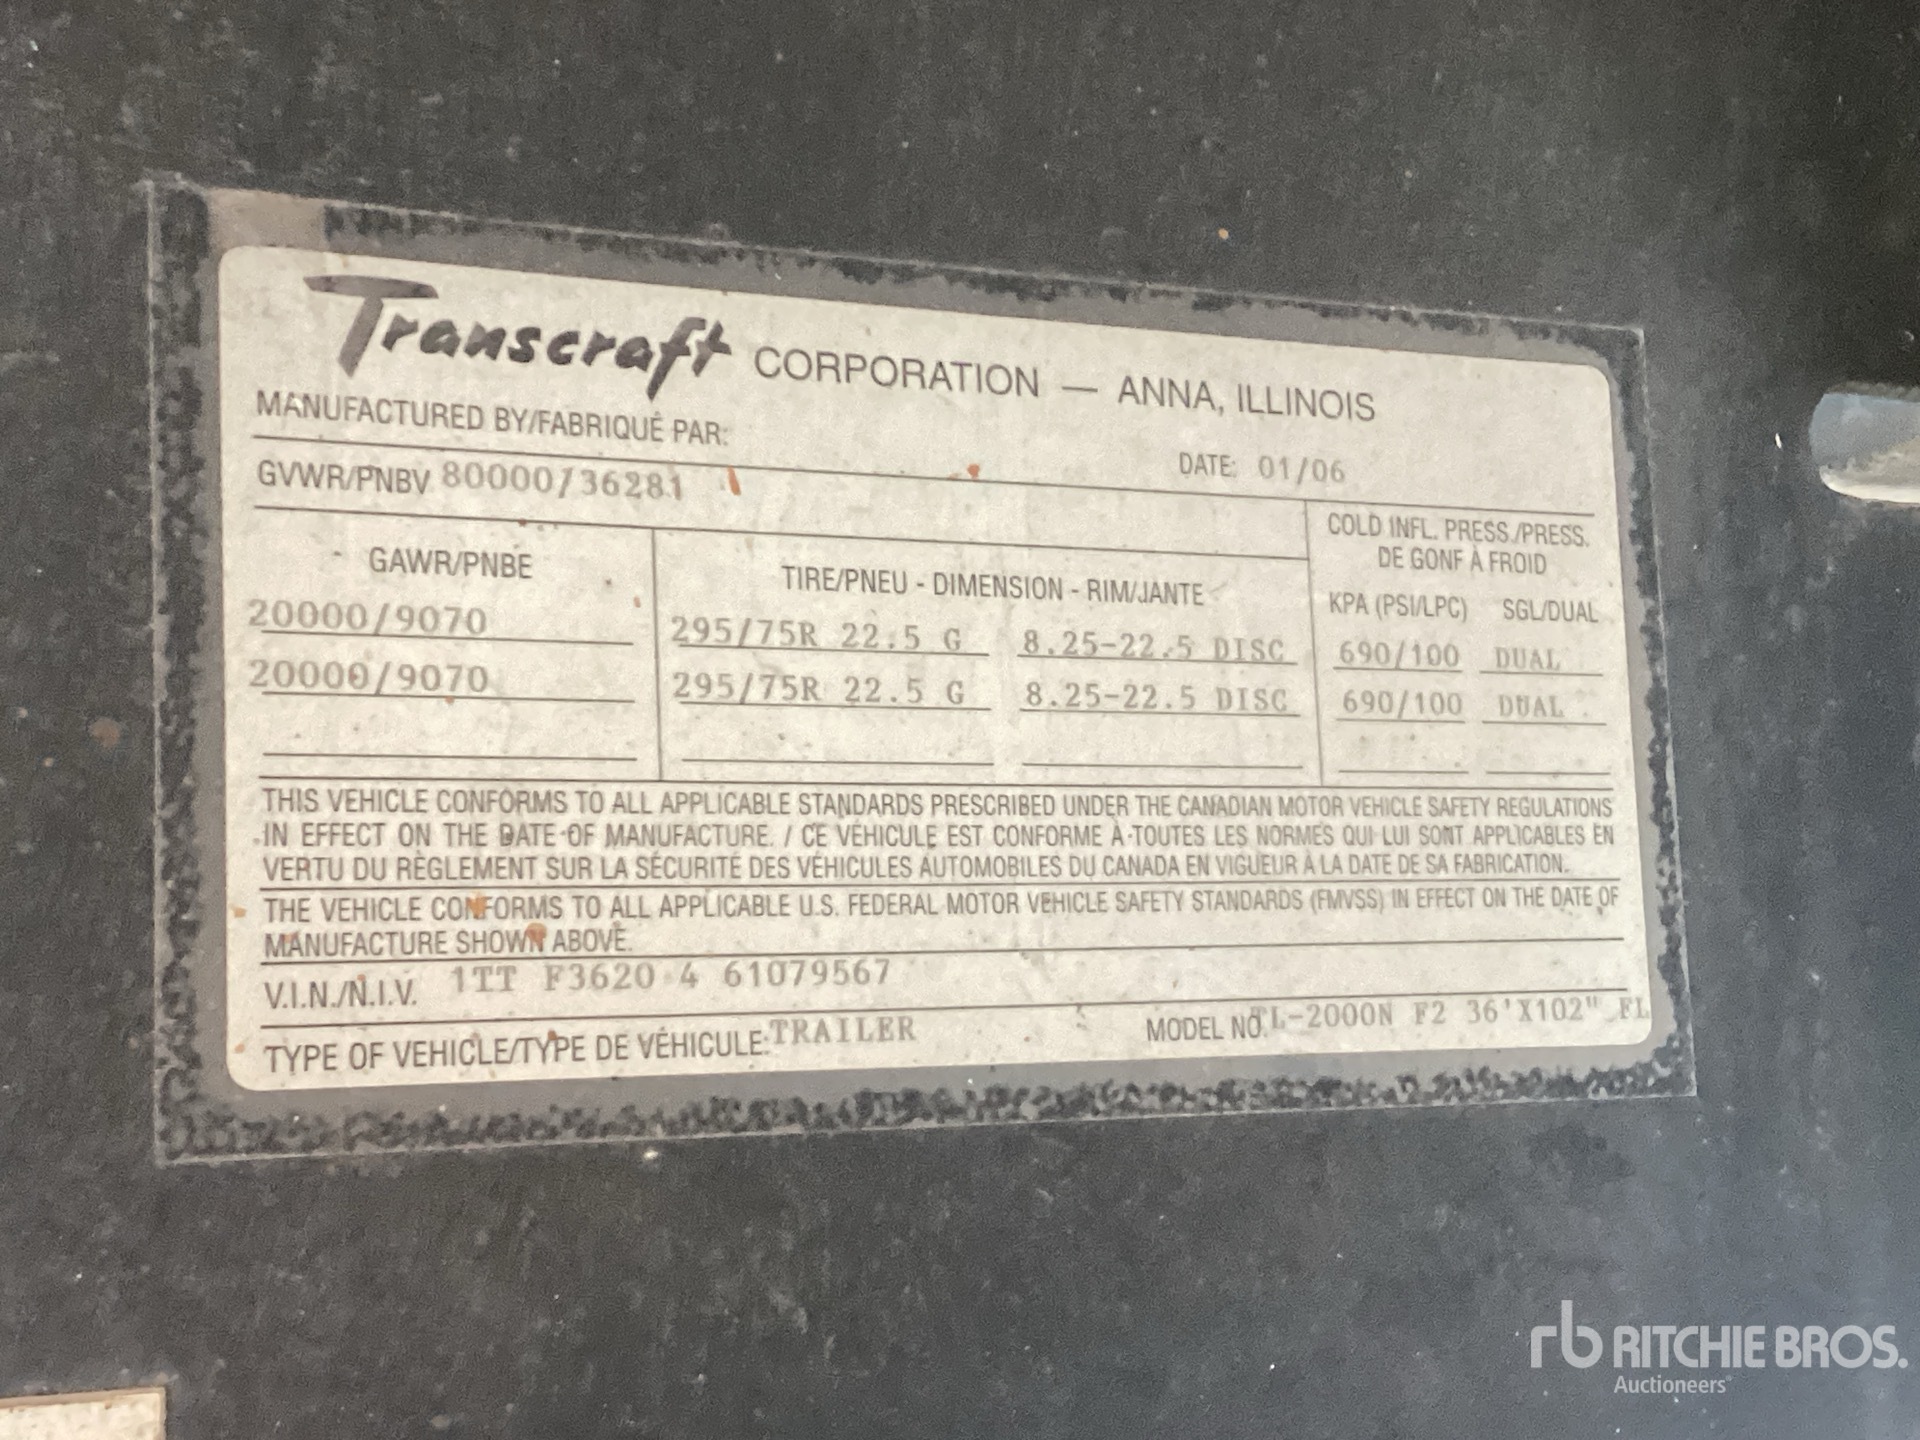 Transcraft CORPORATION — ANNA, ILLINOIS
MANUFACTURED BY/FABRIQUÉ PAR:
DATE: 01/06
GVWR/PNBV 80000/36281
COLD INFL. PRESS./PRESS.
DE GONF À FROID
GAWR/PNBE TIRE/PNEU - DIMENSION - RIM/JANTE KPA (PSI/LPC) SGL/DUAL
20000/9070 295/75R 22.5 G 8.25-22.5 DISC 690/100 DUAL
20000/9070 295/75R 22.5 G 8.25-22.5 DISC 690/100 DUAL
THIS VEHICLE CONFORMS TO ALL APPLICABLE STANDARDS PRESCRIBED UNDER THE CANADIAN MOTOR VEHICLE SAFETY REGULATIONS
IN EFFECT ON THE DATE OF MANUFACTURE. / CE VÉHICULE EST CONFORME À TOUTES LES NORMES QUI LUI SONT APPLICABLES EN
VERTU DU RÈGLEMENT SUR LA SÉCURITÉ DES VÉHICULES AUTOMOBILES DU CANADA EN VIGUEUR À LA DATE DE SA FABRICATION.
THE VEHICLE CONFORMS TO ALL APPLICABLE U.S. FEDERAL MOTOR VEHICLE SAFETY STANDARDS (FMVSS) IN EFFECT ON THE DATE OF
MANUFACTURE SHOWN ABOVE.
V.I.N./N.I.V. 1TT F3620 4 61079567
TYPE OF VEHICLE/TYPE DE VÉHICULE: TRAILER MODEL NO. TL-2000N F2 36'X102" FL
rb RITCHIE BROS.
Auctioneers